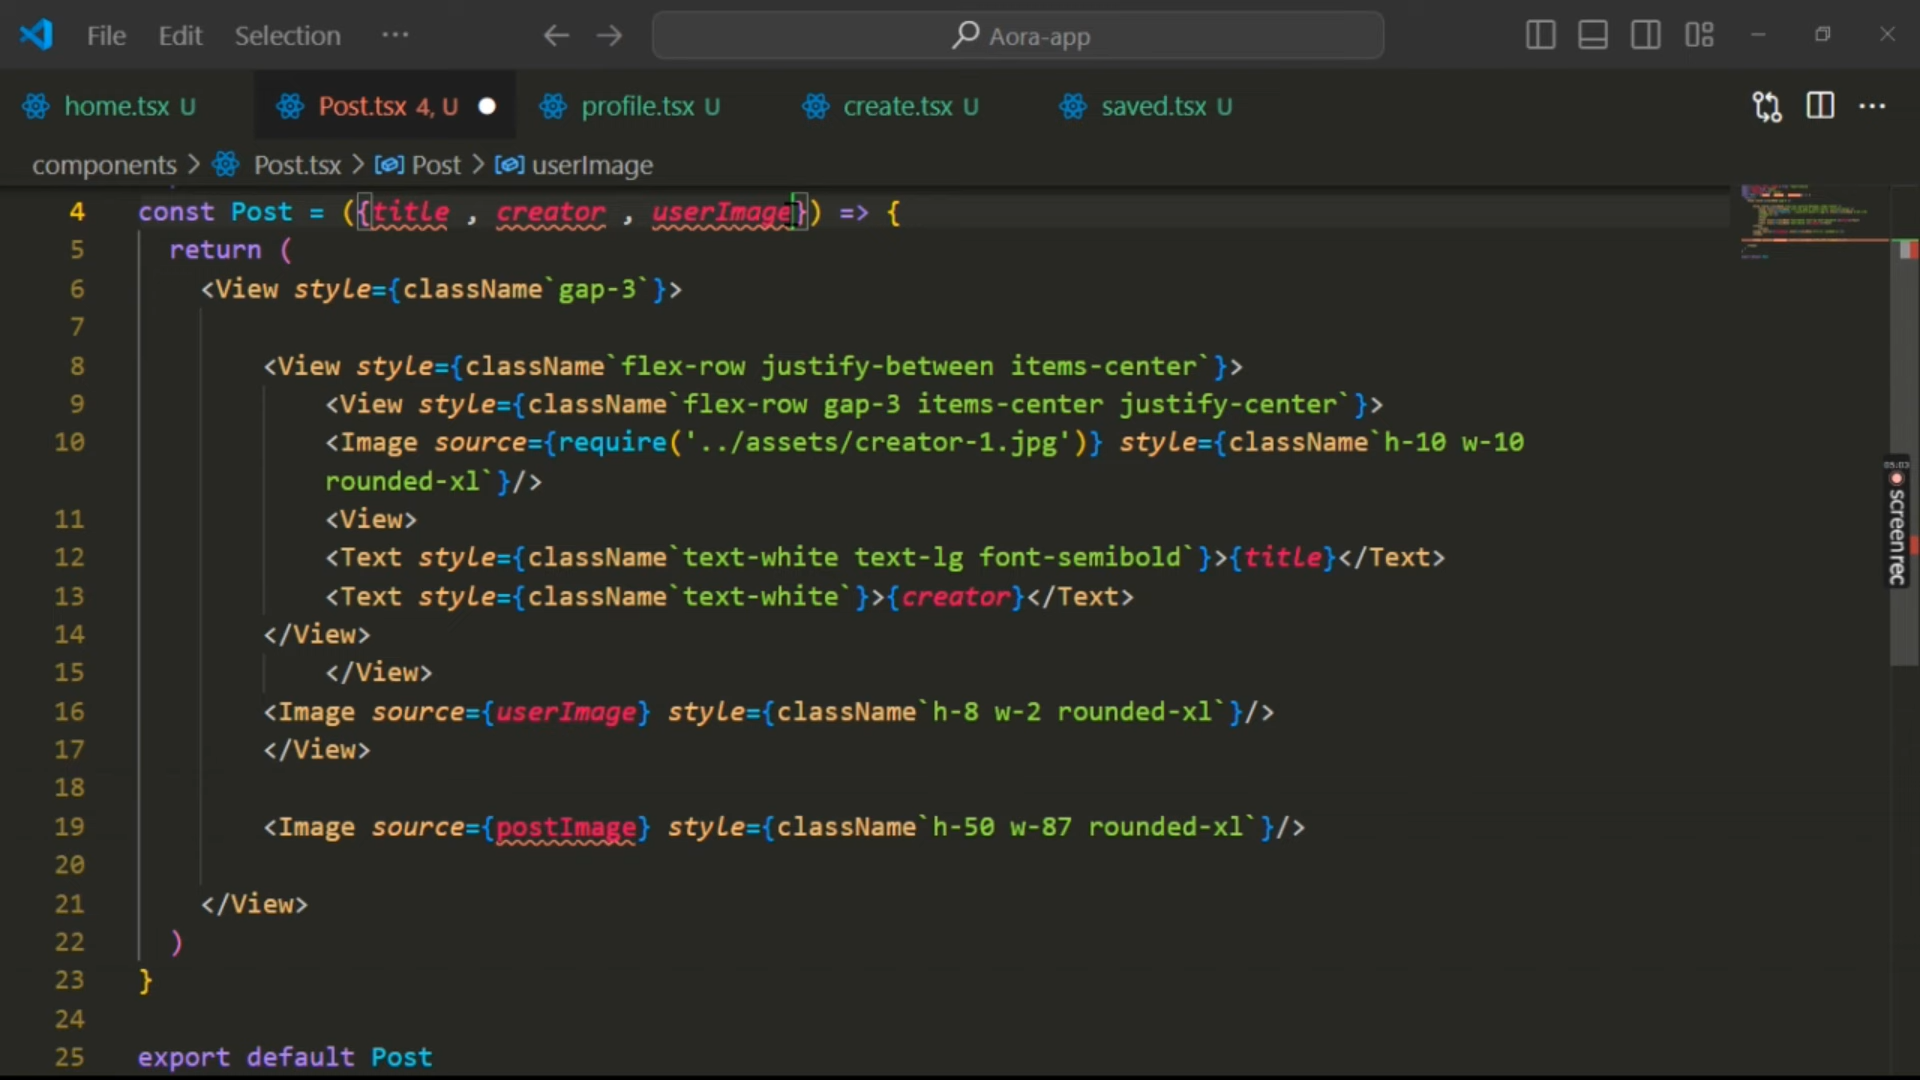 File Edit Selection ··· Aora-app
home.tsx U Post.tsx 4, U profile.tsx U create.tsx U saved.tsx U ···
components > Post.tsx > Post > userImage
4 const Post = ({title , creator , userImage}) => {
5 return (
6 <View style={className`gap-3`}>
7
8 <View style={className`flex-row justify-between items-center`}>
9 <View style={className`flex-row gap-3 items-center justify-center`}>
10 <Image source={require('../assets/creator-1.jpg')} style={className`h-10 w-10
rounded-xl`}/>
11 <View>
12 <Text style={className`text-white text-lg font-semibold`}>{title}</Text>
13 <Text style={className`text-white`}>{creator}</Text>
14 </View>
15 </View>
16 <Image source={userImage} style={className`h-8 w-2 rounded-xl`}/>
17 </View>
18
19 <Image source={postImage} style={className`h-50 w-87 rounded-xl`}/>
20
21 </View>
22 )
23 }
24
25 export default Post
05:03
screenrec